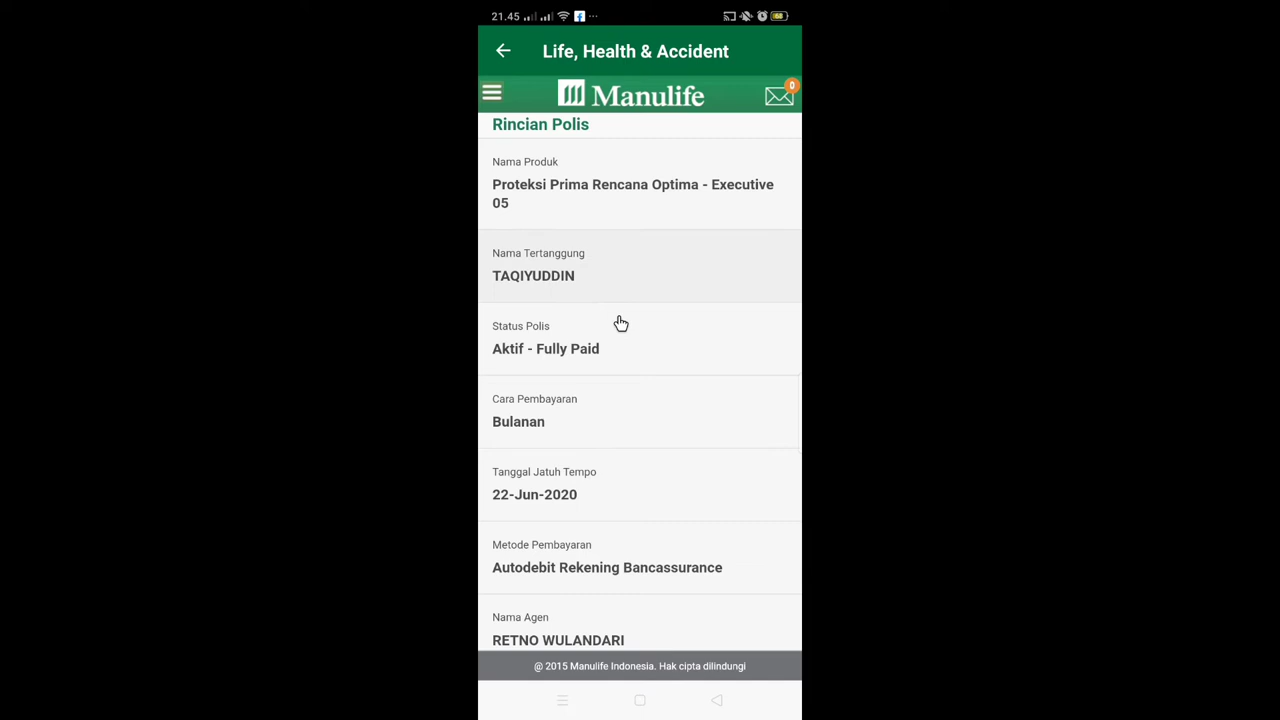 21.45
Life, Health & Accident
Manulife
0
Rincian Polis
Nama Produk
Proteksi Prima Rencana Optima - Executive
05
Nama Tertanggung
TAQIYUDDIN
Status Polis
Aktif - Fully Paid
Cara Pembayaran
Bulanan
Tanggal Jatuh Tempo
22-Jun-2020
Metode Pembayaran
Autodebit Rekening Bancassurance
Nama Agen
RETNO WULANDARI
@ 2015 Manulife Indonesia. Hak cipta dilindungi